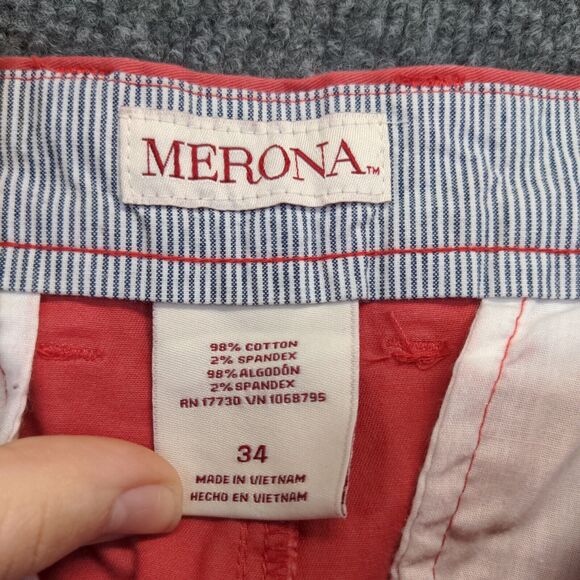 MERONA™
98% COTTON
2% SPANDEX
98% ALGODÓN
2% SPANDEX
RN 17730 VN 1068795
34
MADE IN VIETNAM
HECHO EN VIETNAM